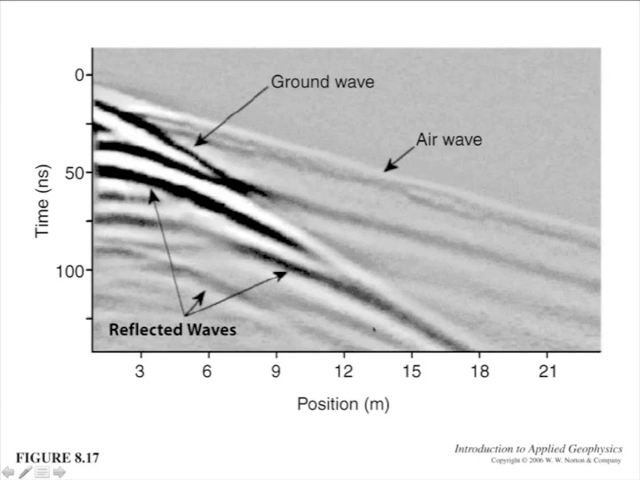 Ground wave
Air wave
Time (ns)
0
50
100
Reflected Waves
3 6 9 12 15 18 21
Position (m)
FIGURE 8.17
Introduction to Applied Geophysics
Copyright © 2006 W. W. Norton & Company